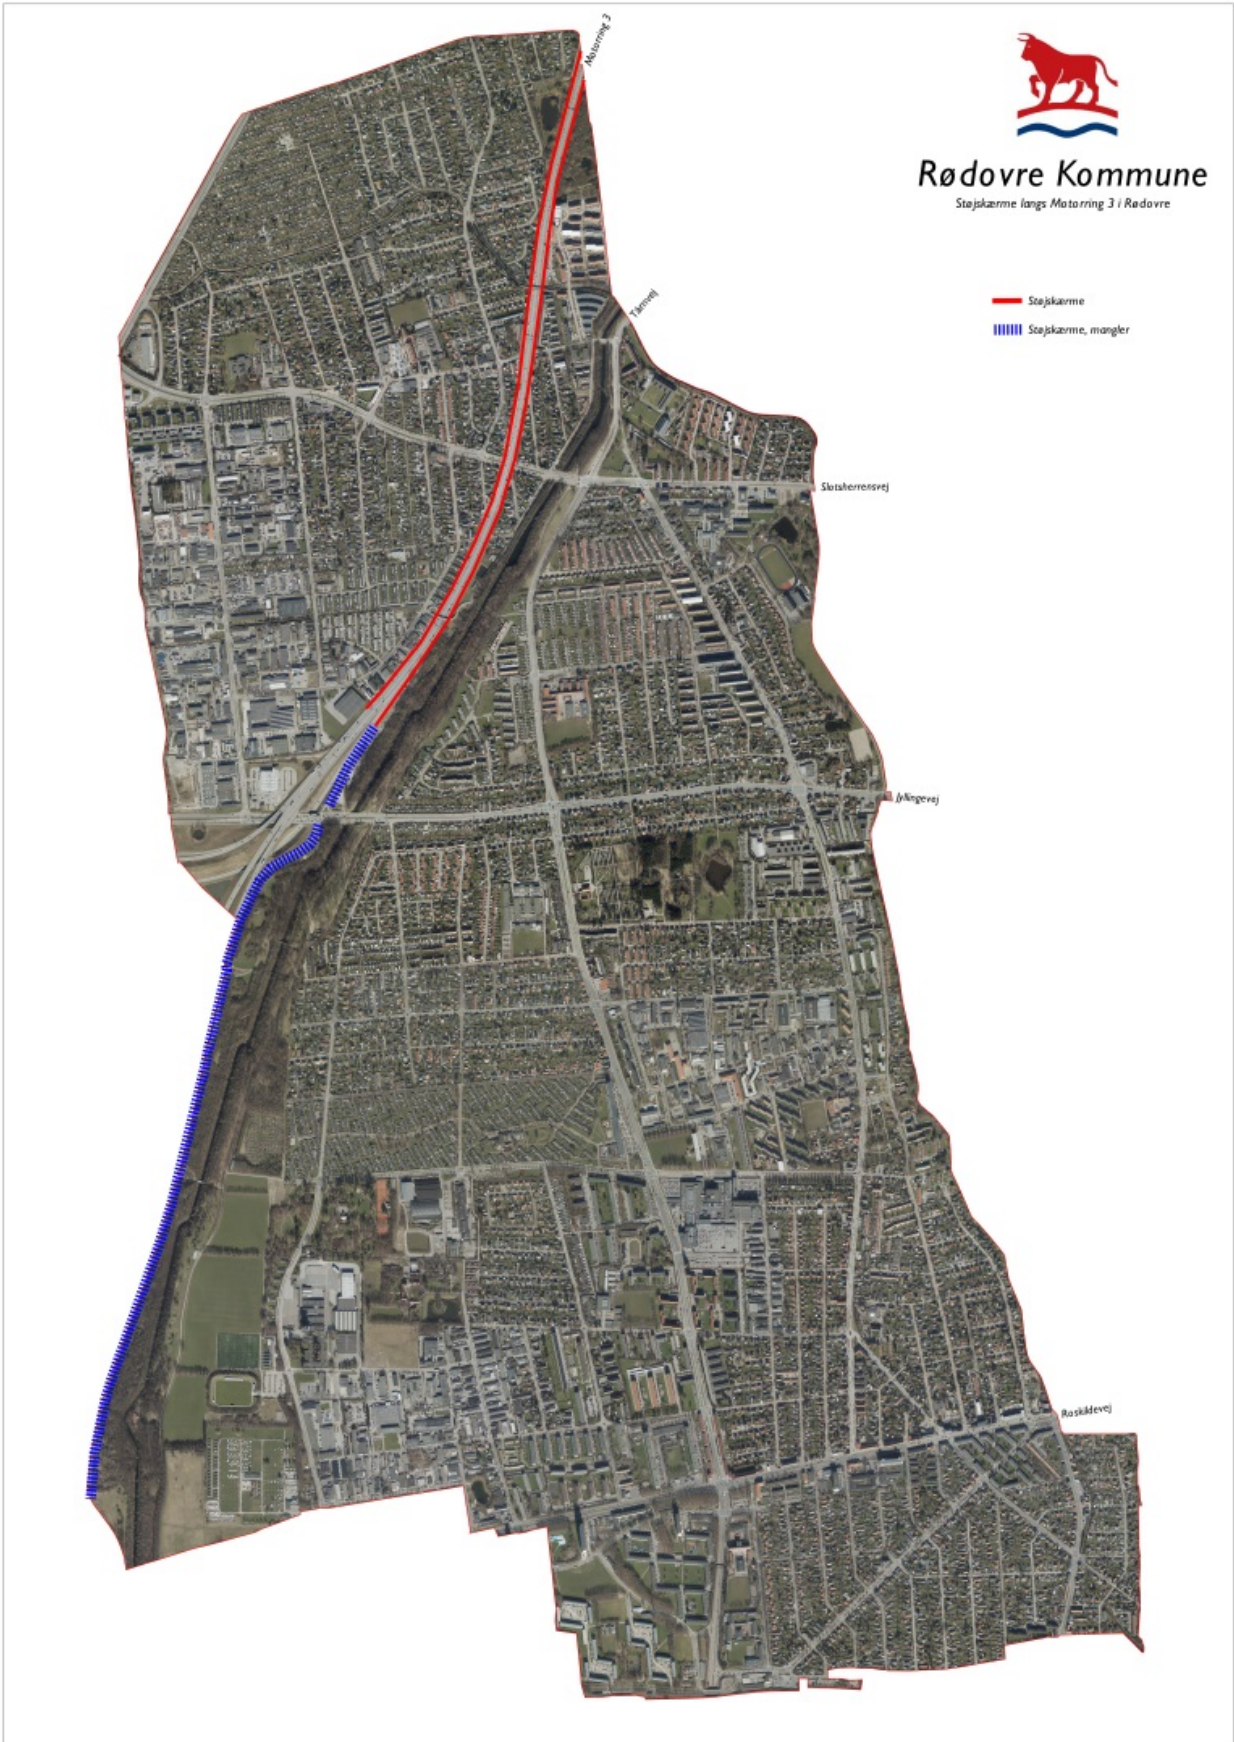 Motorring 3
Rødovre Kommune
Støjskærme langs Motorring 3 i Rødovre
Støjskærme
Støjskærme, mangler
Tårnvej
Slotsherrensvej
Jyllingevej
Roskildevej